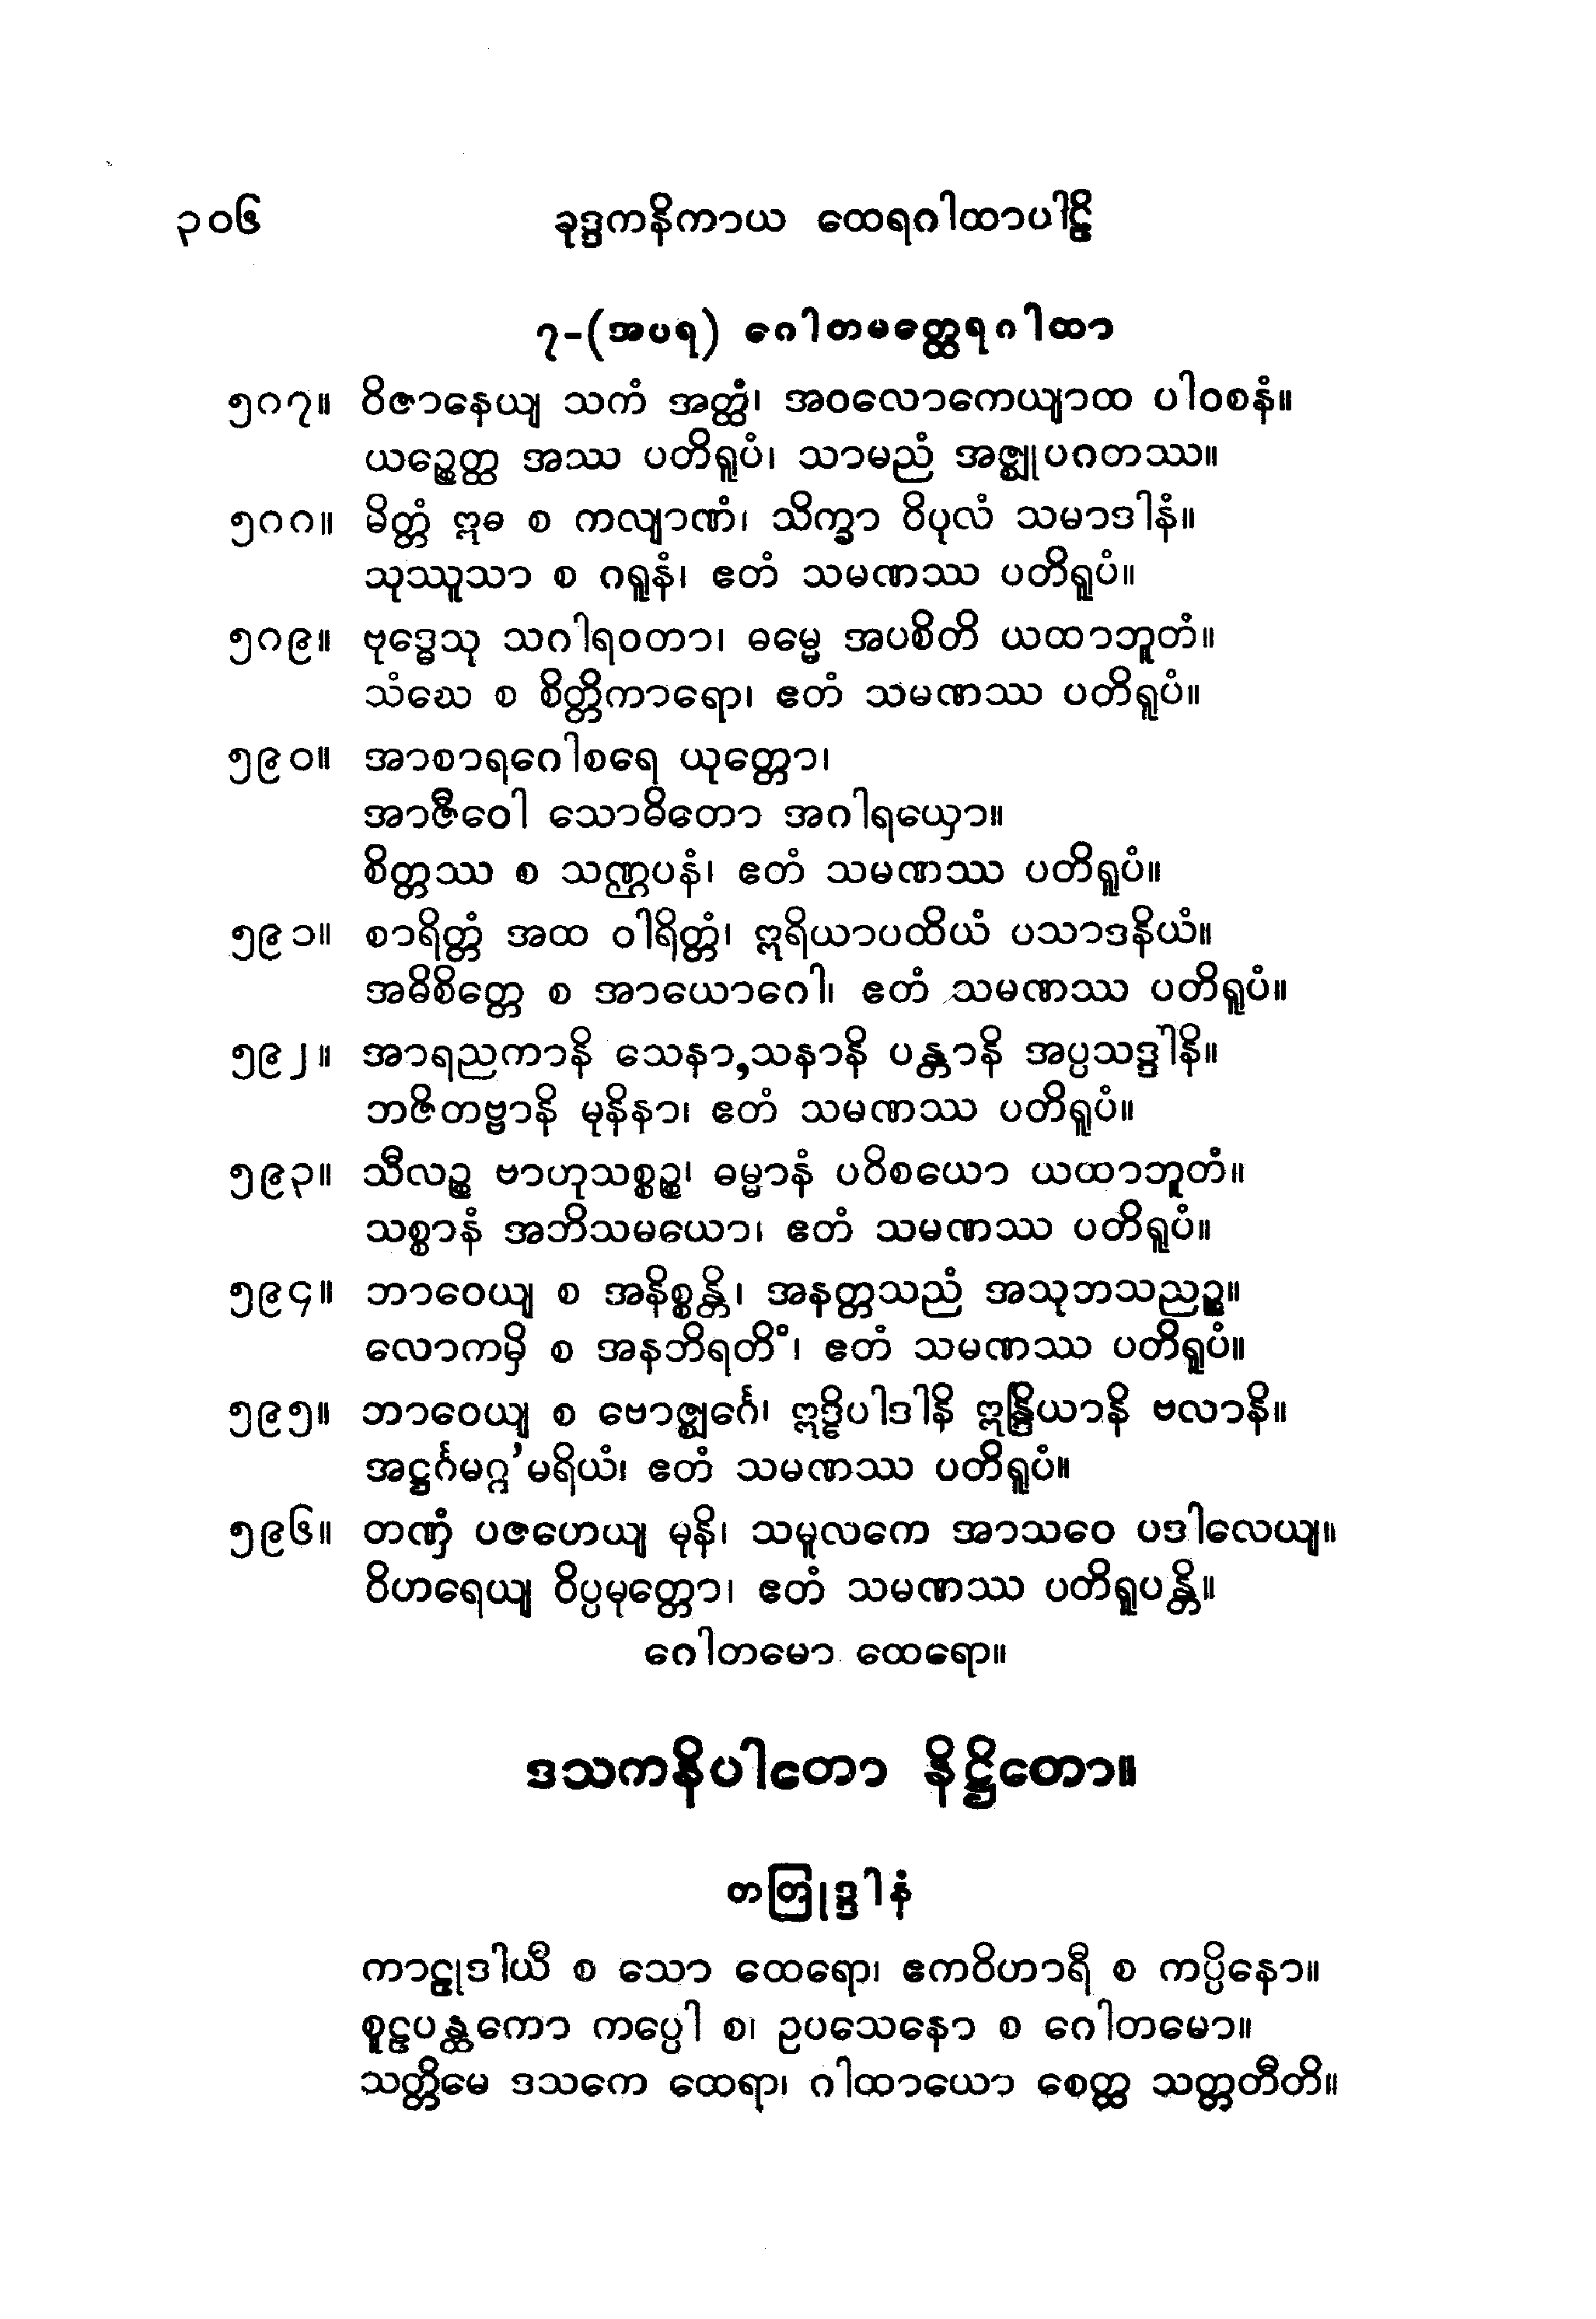 ၃၀၆ ခုဒ္ဒကနိကာယ ထေရဂါထာပါဠိ
၇-(အပရ) ဂေါတမတ္ထေရဂါထာ
၅၈၇။ ဝိဇာနေယျ သကံ အတ္ထံ၊ အဝလောကေယျာထ ပါဝစနံ။
ယဉ္စေတ္ထ အဿ ပတိရူပံ၊ သာမညံ အဇ္ဈုပဂတဿ။
၅၈၈။ မိတ္တံ ဣဓ စ ကလျာဏံ၊ သိက္ခာ ဝိပုလံ သမာဒါနံ။
သုဿူသာ စ ဂရူနံ၊ ဧတံ သမဏဿ ပတိရူပံ။
၅၈၉။ ဗုဒ္ဓေသု သဂါရဝတာ၊ ဓမ္မေ အပစိတိ ယထာဘူတံ။
သံဃေ စ စိတ္တိကာရော၊ ဧတံ သမဏဿ ပတိရူပံ။
၅၉၀။ အာစာရဂေါစရေ ယုတ္တော၊
အာဇီဝေါ သောဓိတော အဂါရယှော။
စိတ္တဿ စ သဏ္ဌပနံ၊ ဧတံ သမဏဿ ပတိရူပံ။
၅၉၁။ စာရိတ္တံ အထ ဝါရိတ္တံ၊ ဣရိယာပထိယံ ပသာဒနိယံ။
အဓိစိတ္တေ စ အာယောဂေါ၊ ဧတံ သမဏဿ ပတိရူပံ။
၅၉၂။ အာရညကာနိ သေနာ,သနာနိ ပန္တာနိ အပ္ပသဒ္ဒါနိ။
ဘဇိတဗ္ဗာနိ မုနိနာ၊ ဧတံ သမဏဿ ပတိရူပံ။
၅၉၃။ သီလဉ္စ ဗာဟုသစ္စဉ္စ၊ ဓမ္မာနံ ပဝိစယော ယထာဘူတံ။
သစ္စာနံ အဘိသမယော၊ ဧတံ သမဏဿ ပတိရူပံ။
၅၉၄။ ဘာဝေယျ စ အနိစ္စန္တိ၊ အနတ္တသညံ အသုဘသညဉ္စ။
လောကမှိ စ အနဘိရတိံ၊ ဧတံ သမဏဿ ပတိရူပံ။
၅၉၅။ ဘာဝေယျ စ ဗောဇ္ဈင်္ဂေ၊ ဣဒ္ဓိပါဒါနိ ဣန္ဒြိယာနိ ဗလာနိ။
အဋ္ဌင်္ဂမဂ္ဂ'မရိယံ၊ ဧတံ သမဏဿ ပတိရူပံ။
၅၉၆။ တဏှံ ပဇဟေယျ မုနိ၊ သမူလကေ အာသဝေ ပဒါလေယျ။
ဝိဟရေယျ ဝိပ္ပမုတ္တော၊ ဧတံ သမဏဿ ပတိရူပန္တိ။
ဂေါတမော ထေရော။
ဒသကနိပါတော နိဋ္ဌိတော။
တတြုဒ္ဒါနံ
ကာဠုဒါယီ စ သော ထေရော၊ ဧကဝိဟာရီ စ ကပ္ပိနော။
စူဠပန္ထကော ကပ္ပေါ စ၊ ဥပသေနော စ ဂေါတမော။
သတ္တိမေ ဒသကေ ထေရာ၊ ဂါထာယော စေတ္ထ သတ္တတီတိ။